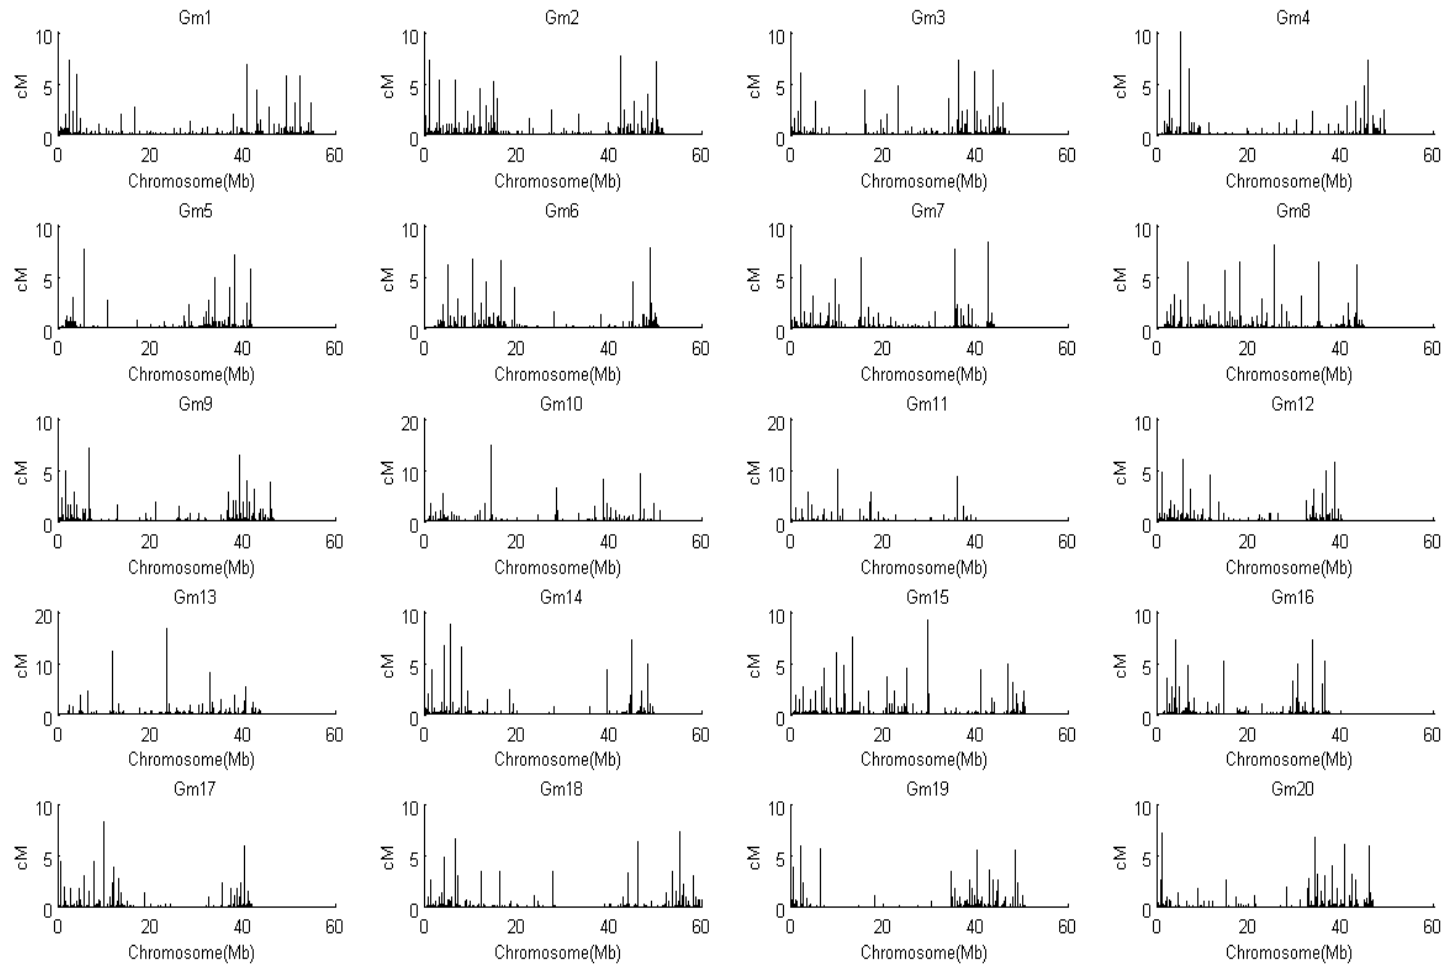 Gm1 Gm2 Gm3 Gm4
10 10 10 10
cM cM cM cM
5 5 5 5
0 0 0 0
0 20 40 60 0 20 40 60 0 20 40 60 0 20 40 60
Chromosome(Mb) Chromosome(Mb) Chromosome(Mb) Chromosome(Mb)
Gm5 Gm6 Gm7 Gm8
10 10 10 10
cM cM cM cM
5 5 5 5
0 0 0 0
0 20 40 60 0 20 40 60 0 20 40 60 0 20 40 60
Chromosome(Mb) Chromosome(Mb) Chromosome(Mb) Chromosome(Mb)
Gm9 Gm10 Gm11 Gm12
10 20 20 10
cM cM cM cM
5 10 10 5
0 0 0 0
0 20 40 60 0 20 40 60 0 20 40 60 0 20 40 60
Chromosome(Mb) Chromosome(Mb) Chromosome(Mb) Chromosome(Mb)
Gm13 Gm14 Gm15 Gm16
20 10 10 10
cM cM cM cM
10 5 5 5
0 0 0 0
0 20 40 60 0 20 40 60 0 20 40 60 0 20 40 60
Chromosome(Mb) Chromosome(Mb) Chromosome(Mb) Chromosome(Mb)
Gm17 Gm18 Gm19 Gm20
10 10 10 10
cM cM cM cM
5 5 5 5
0 0 0 0
0 20 40 60 0 20 40 60 0 20 40 60 0 20 40 60
Chromosome(Mb) Chromosome(Mb) Chromosome(Mb) Chromosome(Mb)